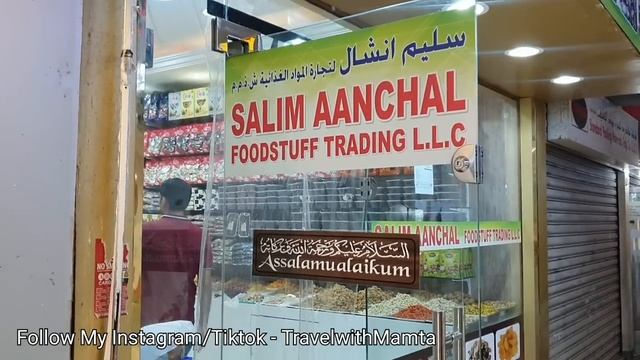 سليم انشال لتجارة المواد الغذائية ش.ذ.م.م
SALIM AANCHAL
FOODSTUFF TRADING L.L.C
السلام عليكم ورحمة الله وبركاته
Assalamualaikum
SALIM AANCHAL FOODSTUFF TRADING L.L.C
Follow My Instagram/Tiktok - TravelwithMamta